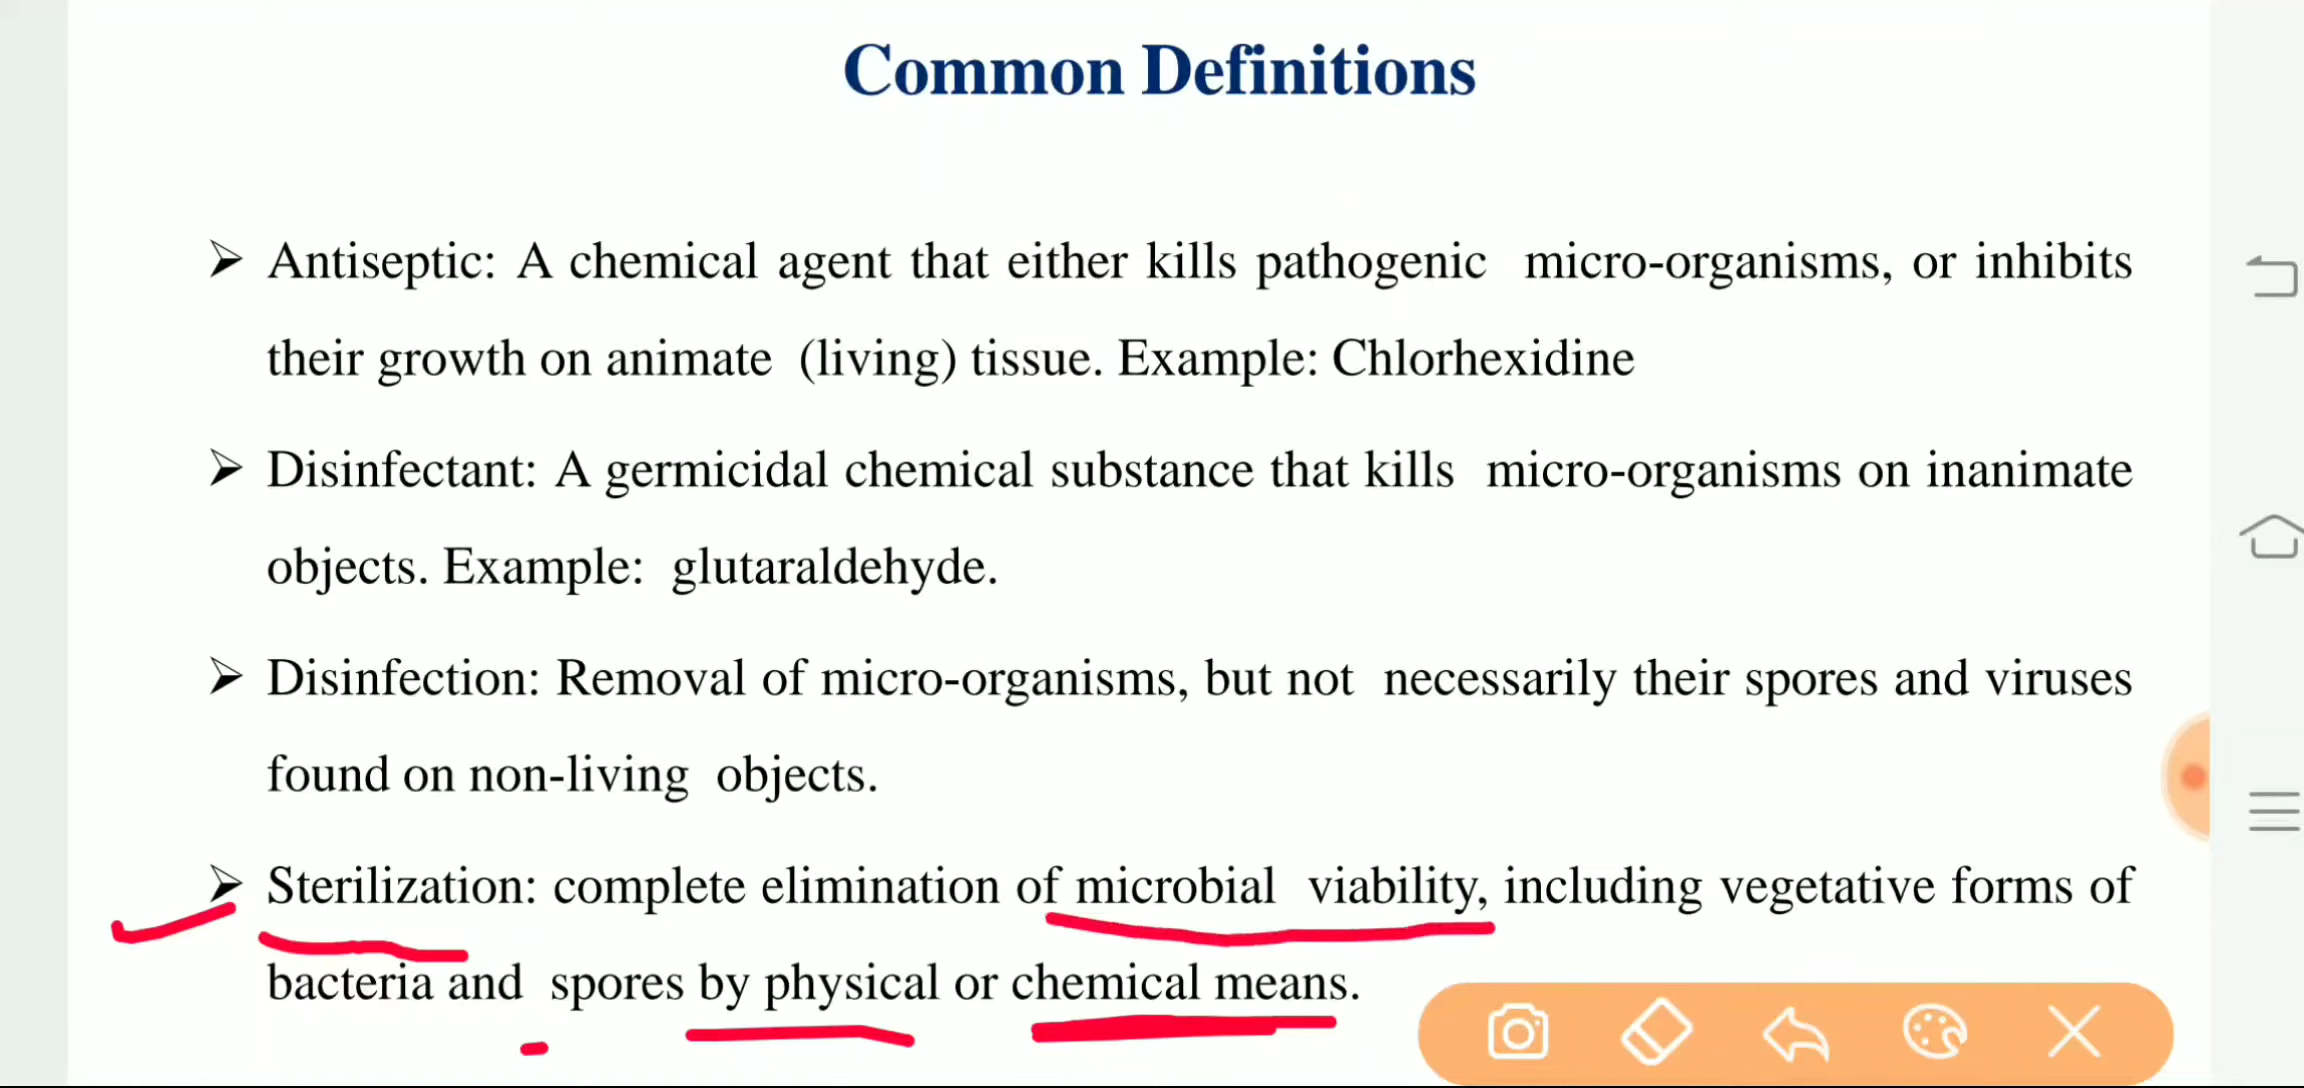 Common Definitions
➢ Antiseptic: A chemical agent that either kills pathogenic micro-organisms, or inhibits
their growth on animate (living) tissue. Example: Chlorhexidine
➢ Disinfectant: A germicidal chemical substance that kills micro-organisms on inanimate
objects. Example: glutaraldehyde.
➢ Disinfection: Removal of micro-organisms, but not necessarily their spores and viruses
found on non-living objects.
➢ Sterilization: complete elimination of microbial viability, including vegetative forms of
bacteria and spores by physical or chemical means.